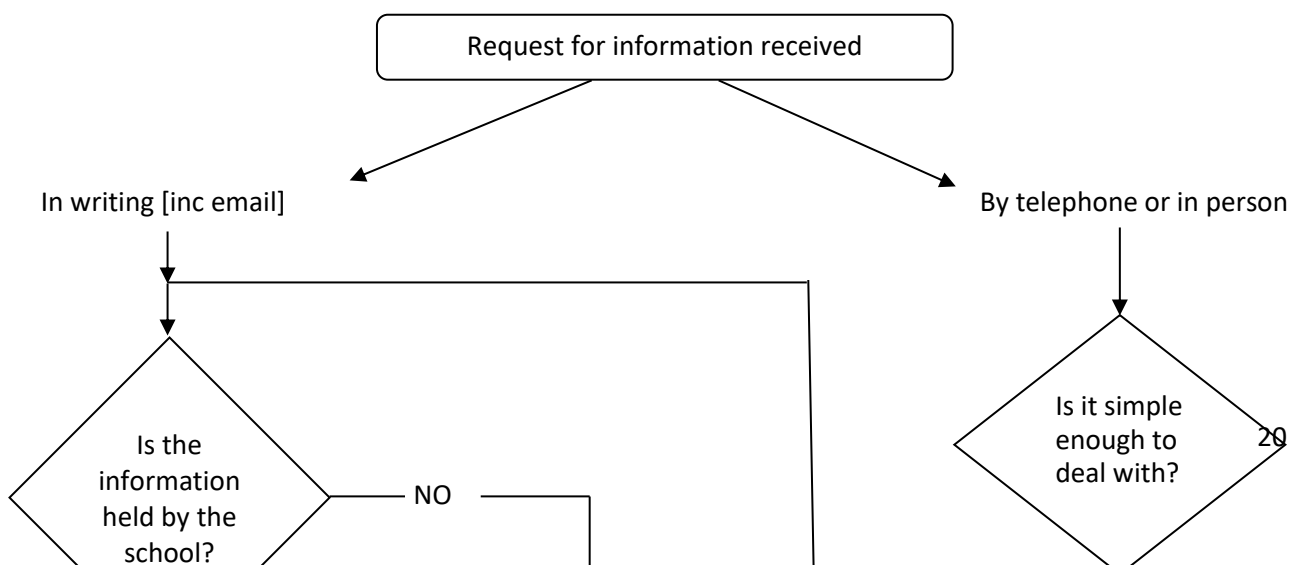 Request for information received
In writing [inc email]
By telephone or in person
Is it simple
enough to
deal with?
20
Is the
information
held by the
school?
NO